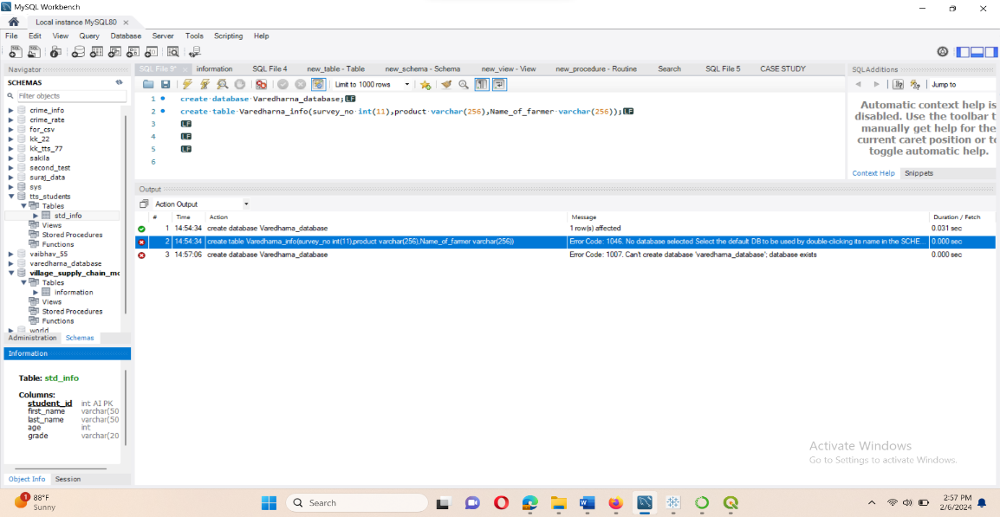 MySQL Workbench
Local instance MySQL80
File Edit View Query Database Server Tools Scripting Help
Navigator
SCHEMAS
Filter objects
crime_info
crime_rate
for_csv
kk_22
kk_tts_77
sakila
second_test
suraj_data
sys
tts_students
Tables
std_info
Views
Stored Procedures
Functions
vaibhav_55
varedharma_database
village_supply_chain_mc
Tables
information
Views
Stored Procedures
Functions
world
Administration Schemas
Information
Table: std_info
Columns:
student_id int AI PK
first_name varchar(50
last_name varchar(50
age int
grade varchar(20
Object Info Session
SQL File 3* information SQL File 4 new_table - Table new_schema - Schema new_view - View new_procedure - Routine Search SQL File 5 CASE STUDY
Limit to 1000 rows
1 create database Varedharna_database; LF
2 create table Varedharna_info(survey_no int(11),product varchar(256),Name_of_farmer varchar(256)); LF
3 LF
4 LF
5 LF
6
Output
Action Output
# Time Action Message Duration / Fetch
1 14:54:34 create database Varedharna_database 1 row(s) affected 0.031 sec
2 14:54:34 create table Varedharna_info(survey_no int(11),product varchar(256),Name_of_farmer varchar(256)) Error Code: 1046. No database selected Select the default DB to be used by double-clicking its name in the SCHE... 0.000 sec
3 14:57:06 create database Varedharna_database Error Code: 1007. Can't create database 'varedharna_database'; database exists 0.000 sec
SQLAdditions
Jump to
Automatic context help is
disabled. Use the toolbar t
manually get help for the
current caret position or to
toggle automatic help.
Context Help Snippets
Activate Windows
Go to Settings to activate Windows.
1
88°F
Sunny
Search
2:57 PM
2/6/2024